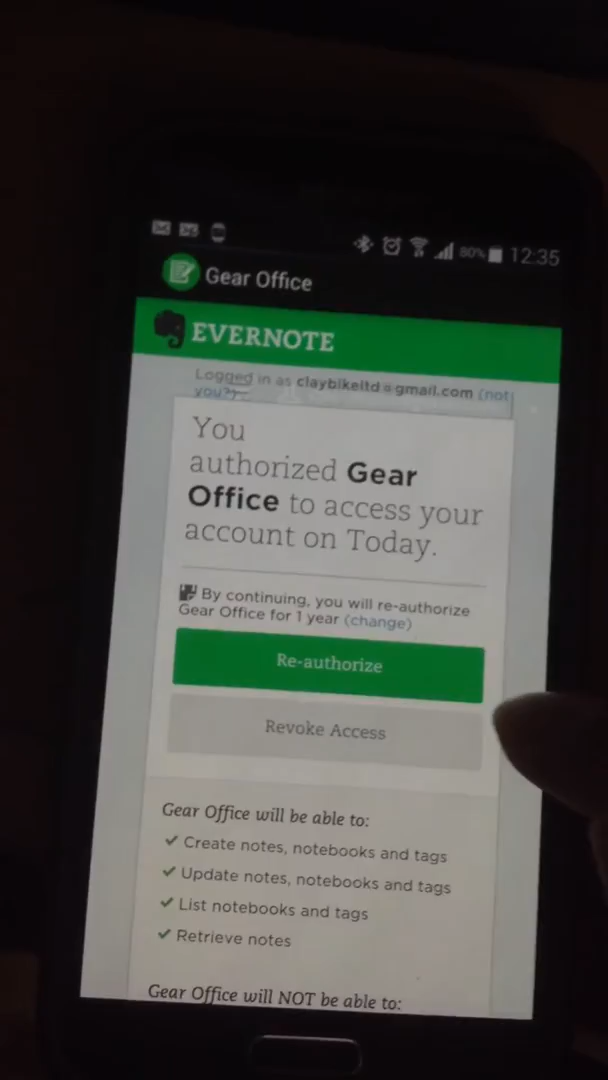 80% 12:35
Gear Office
EVERNOTE
Logged in as claybikeltd@gmail.com (not
you?)
You
authorized Gear
Office to access your
account on Today.
By continuing, you will re-authorize
Gear Office for 1 year (change)
Re-authorize
Revoke Access
Gear Office will be able to:
✔ Create notes, notebooks and tags
✔ Update notes, notebooks and tags
✔ List notebooks and tags
✔ Retrieve notes
Gear Office will NOT be able to: